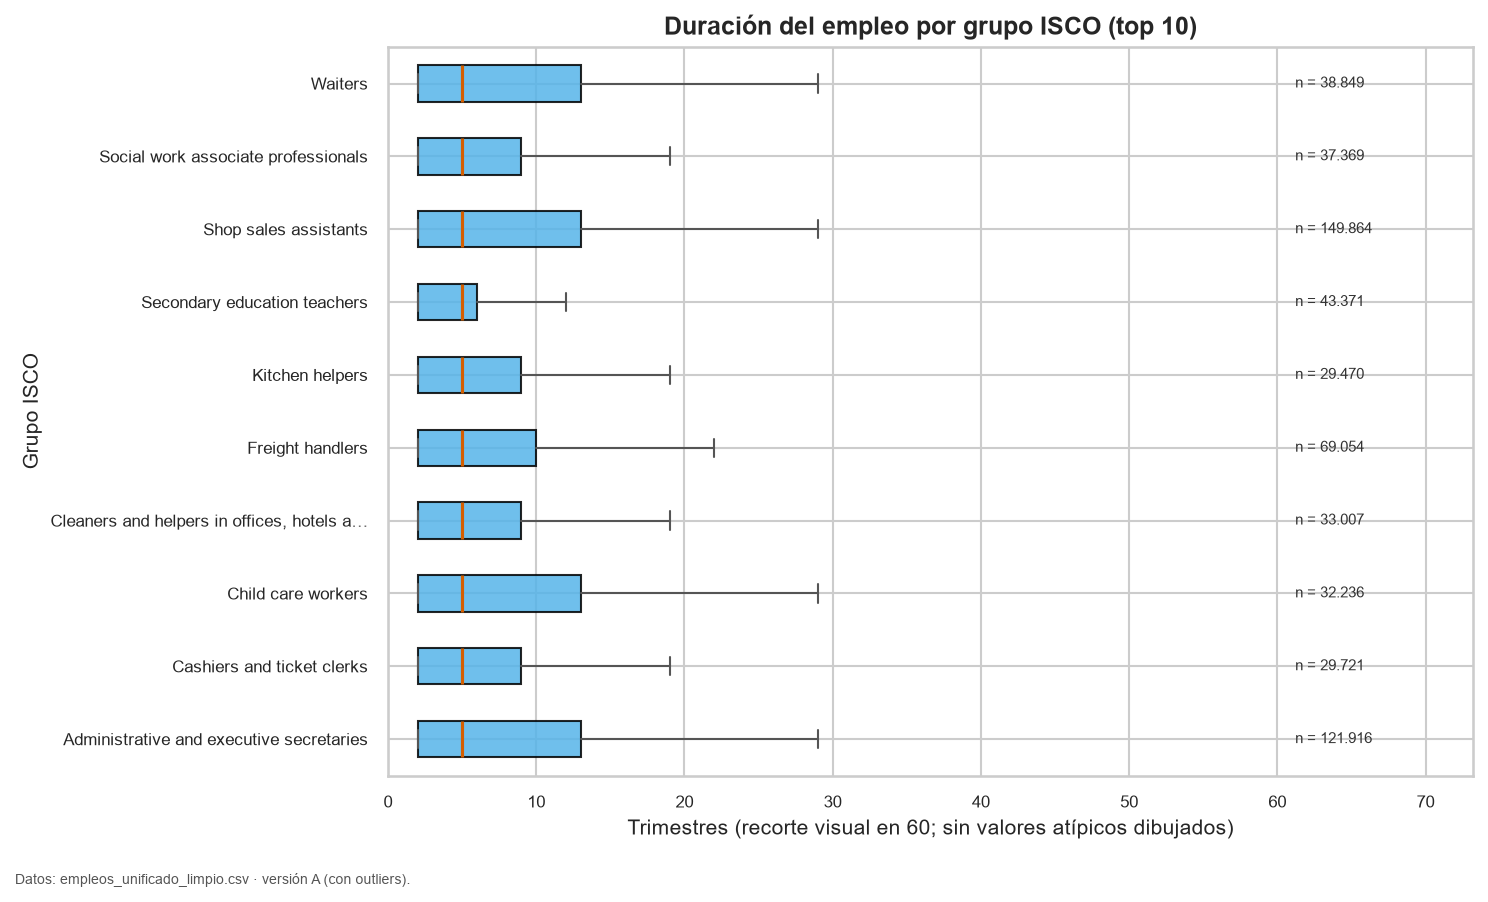 Duración del empleo por grupo ISCO (top 10)
Grupo ISCO
Waiters
n = 38.849
Social work associate professionals
n = 37.369
Shop sales assistants
n = 149.864
Secondary education teachers
n = 43.371
Kitchen helpers
n = 29.470
Freight handlers
n = 69.054
Cleaners and helpers in offices, hotels a…
n = 33.007
Child care workers
n = 32.236
Cashiers and ticket clerks
n = 29.721
Administrative and executive secretaries
n = 121.916
0 10 20 30 40 50 60 70
Trimestres (recorte visual en 60; sin valores atípicos dibujados)
Datos: empleos_unificado_limpio.csv · versión A (con outliers).